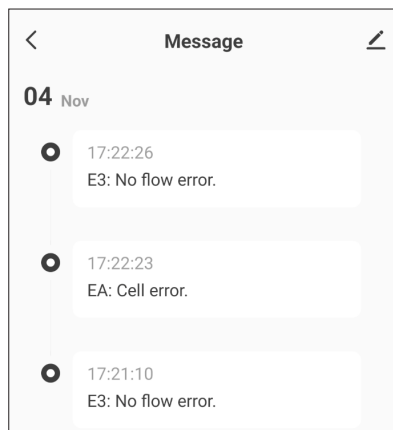 Message
04 Nov
17:22:26
E3: No flow error.
17:22:23
EA: Cell error.
17:21:10
E3: No flow error.